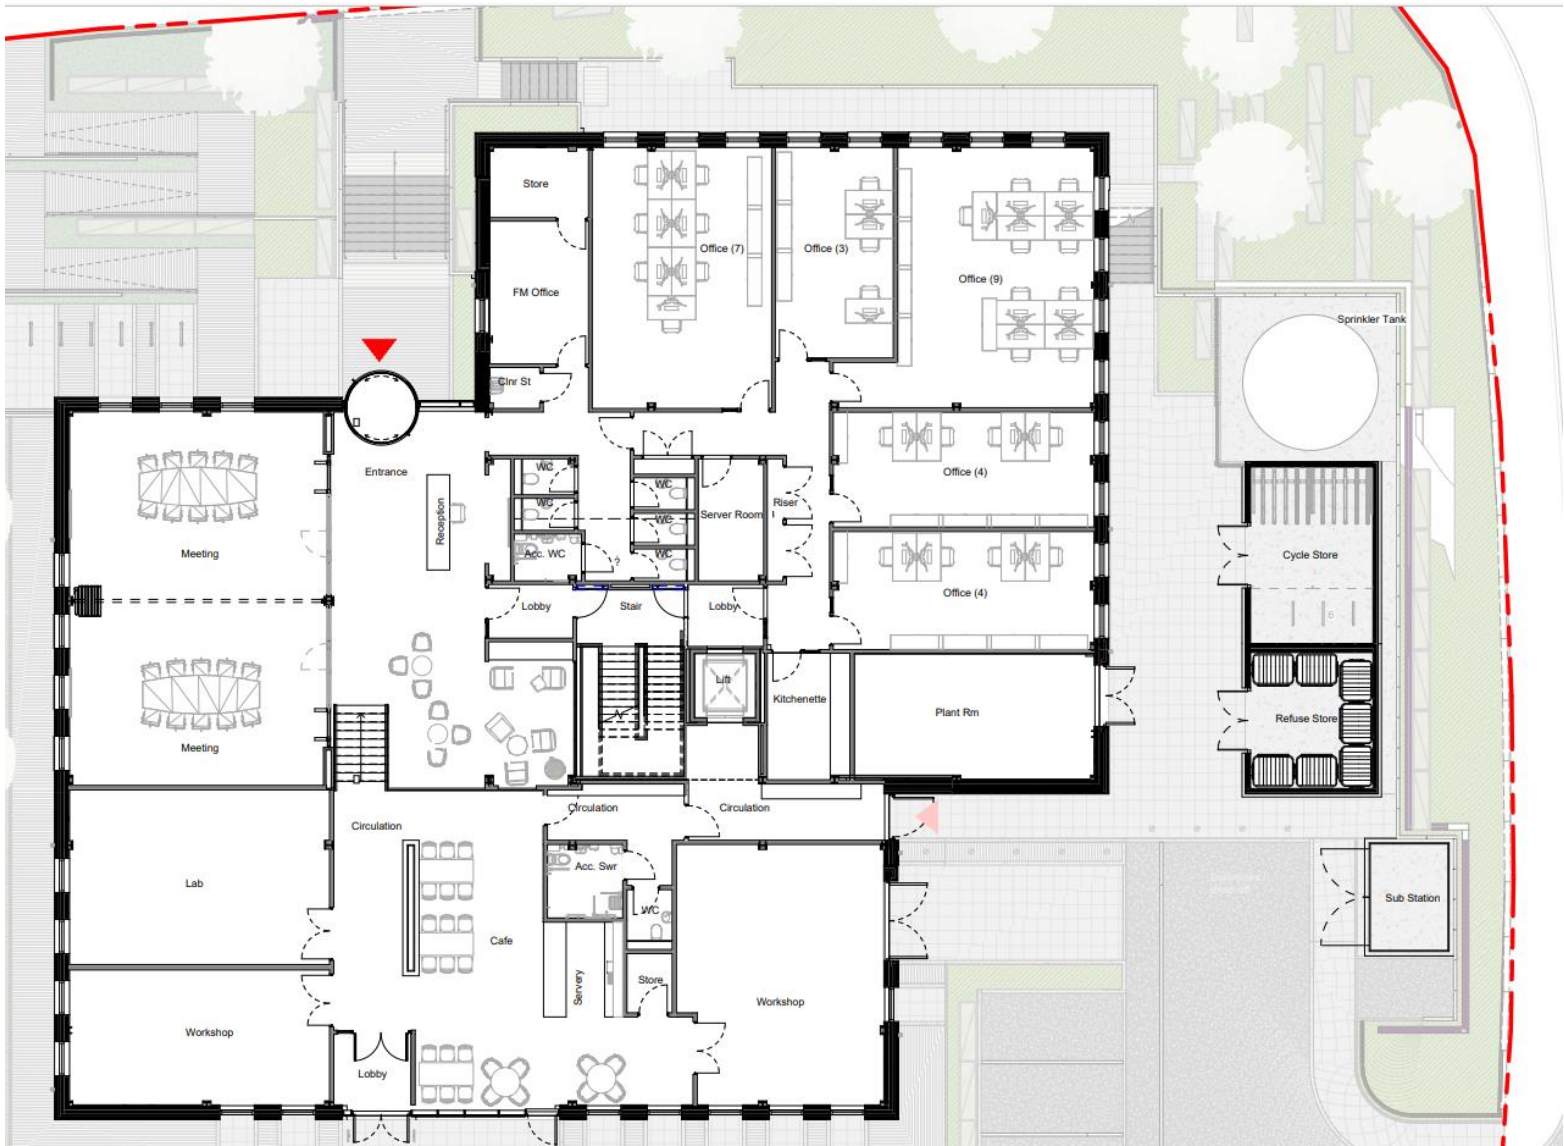 Store
Office (7)
Office (3)
Office (9)
FM Office
Sprinkler Tank
Clnr St
Entrance
WC
WC
Office (4)
WC
WC
Reception
Server Room
Riser
Meeting
Acc. WC
WC
?
Cycle Store
Office (4)
Lobby
Stair
Lobby
6
Lift
Kitchenette
Plant Rm
Refuse Store
Meeting
Circulation
Circulation
Circulation
Acc. Swr
Lab
Sub Station
WC
Cafe
Store
Servery
Workshop
Workshop
Lobby